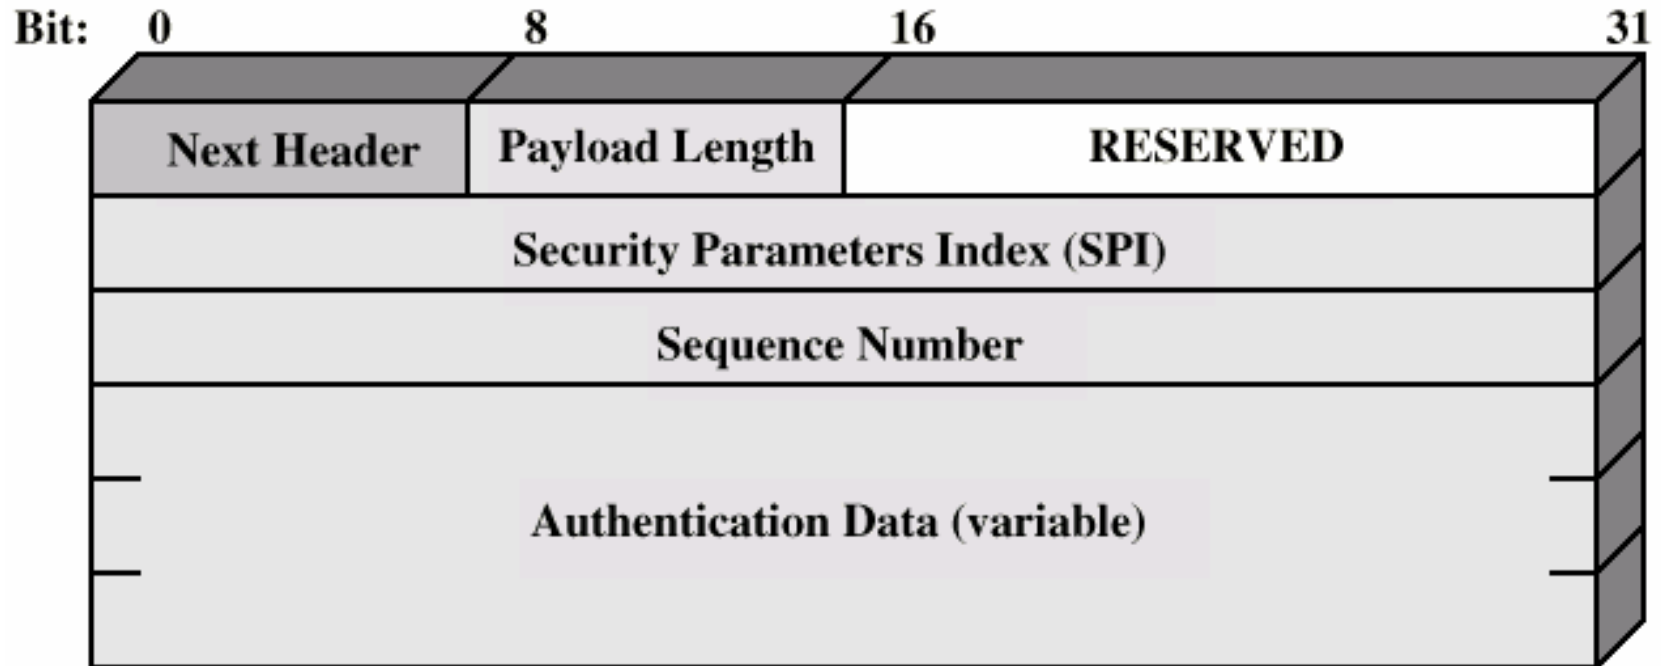 Bit: 0 8 16 31
Next Header Payload Length RESERVED
Security Parameters Index (SPI)
Sequence Number
Authentication Data (variable)